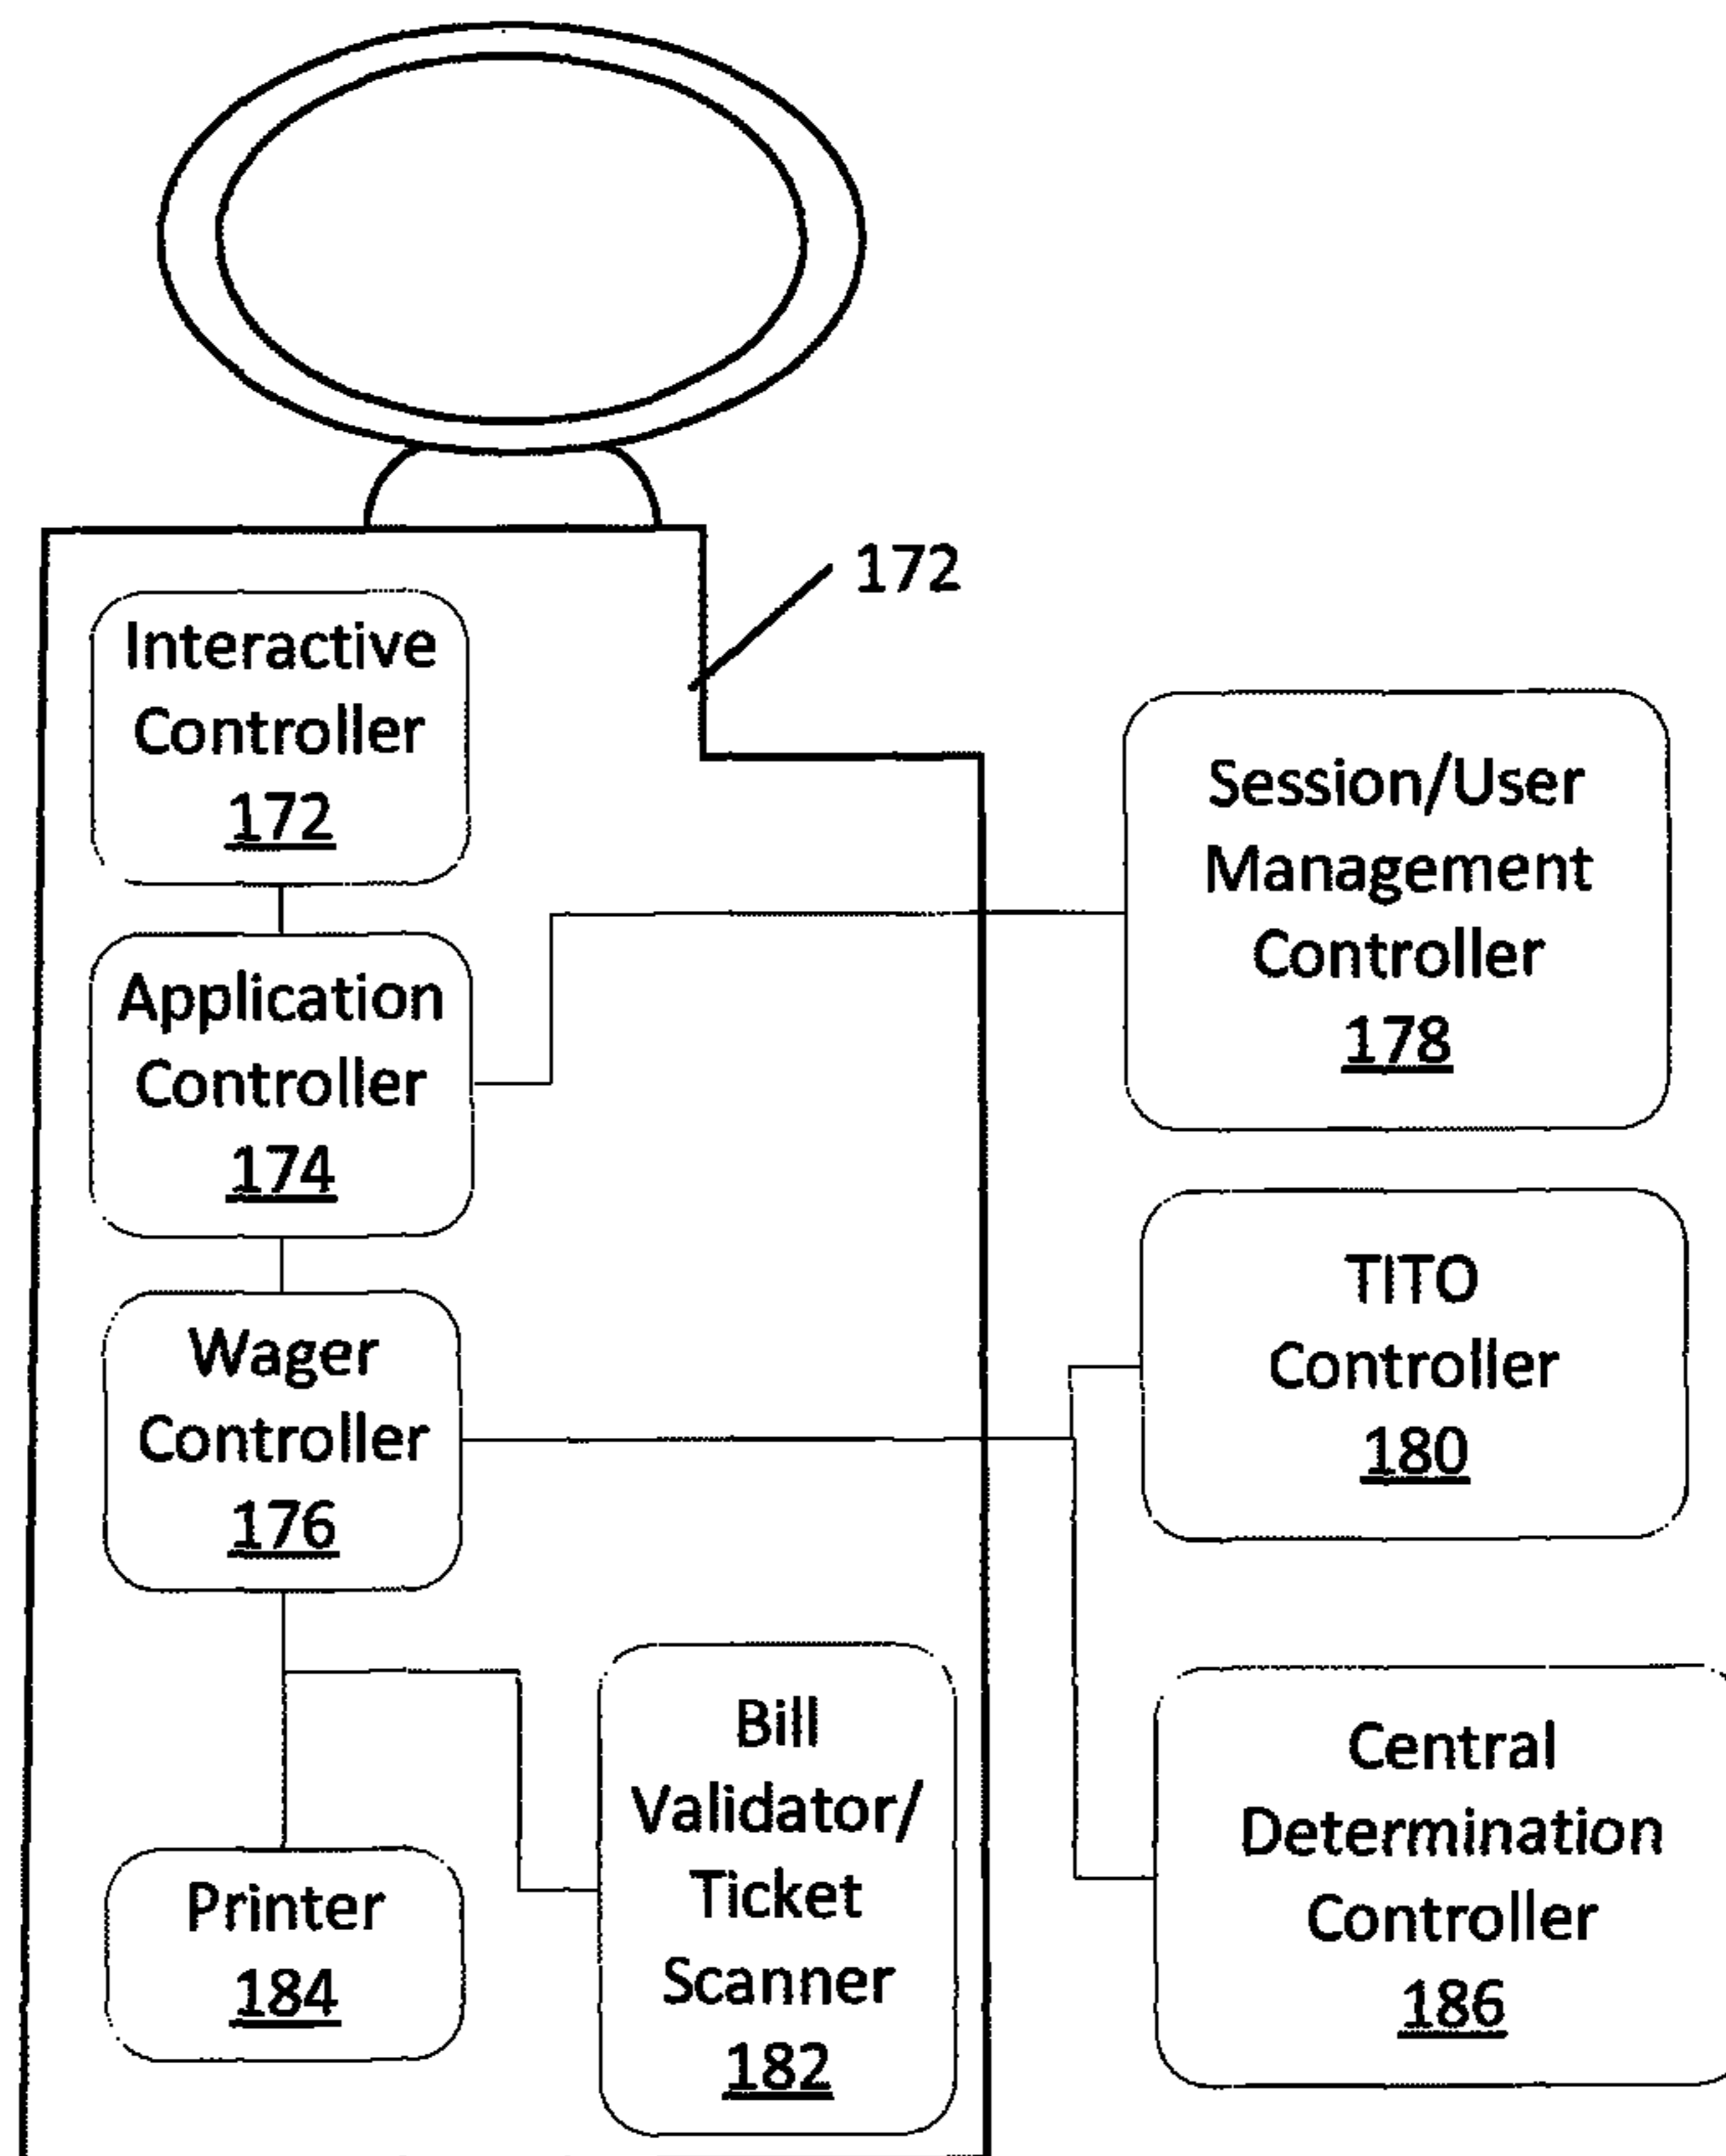 172
Interactive
Controller
172
Application
Controller
174
Wager
Controller
176
Printer
184
Bill
Validator/
Ticket
Scanner
182
Session/User
Management
Controller
178
TITO
Controller
180
Central
Determination
Controller
186